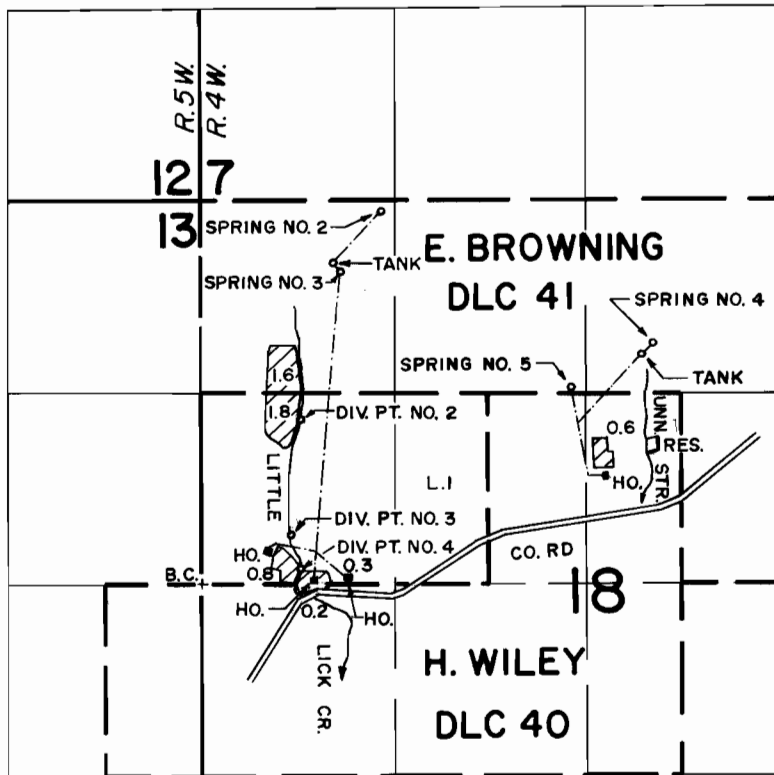 R.5W.
R.4W.
12 7
13
SPRING NO. 2
TANK
SPRING NO. 3
E. BROWNING
DLC 41
SPRING NO. 4
SPRING NO. 5
TANK
1.6
1.8
DIV. PT. NO. 2
0.6
UNN. STR.
RES.
HO.
LITTLE
L.1
DIV. PT. NO. 3
DIV. PT. NO. 4
HO.
0.8
0.3
CO. RD
B.C.
HO.
0.2
HO.
18
LICK CR.
H. WILEY
DLC 40